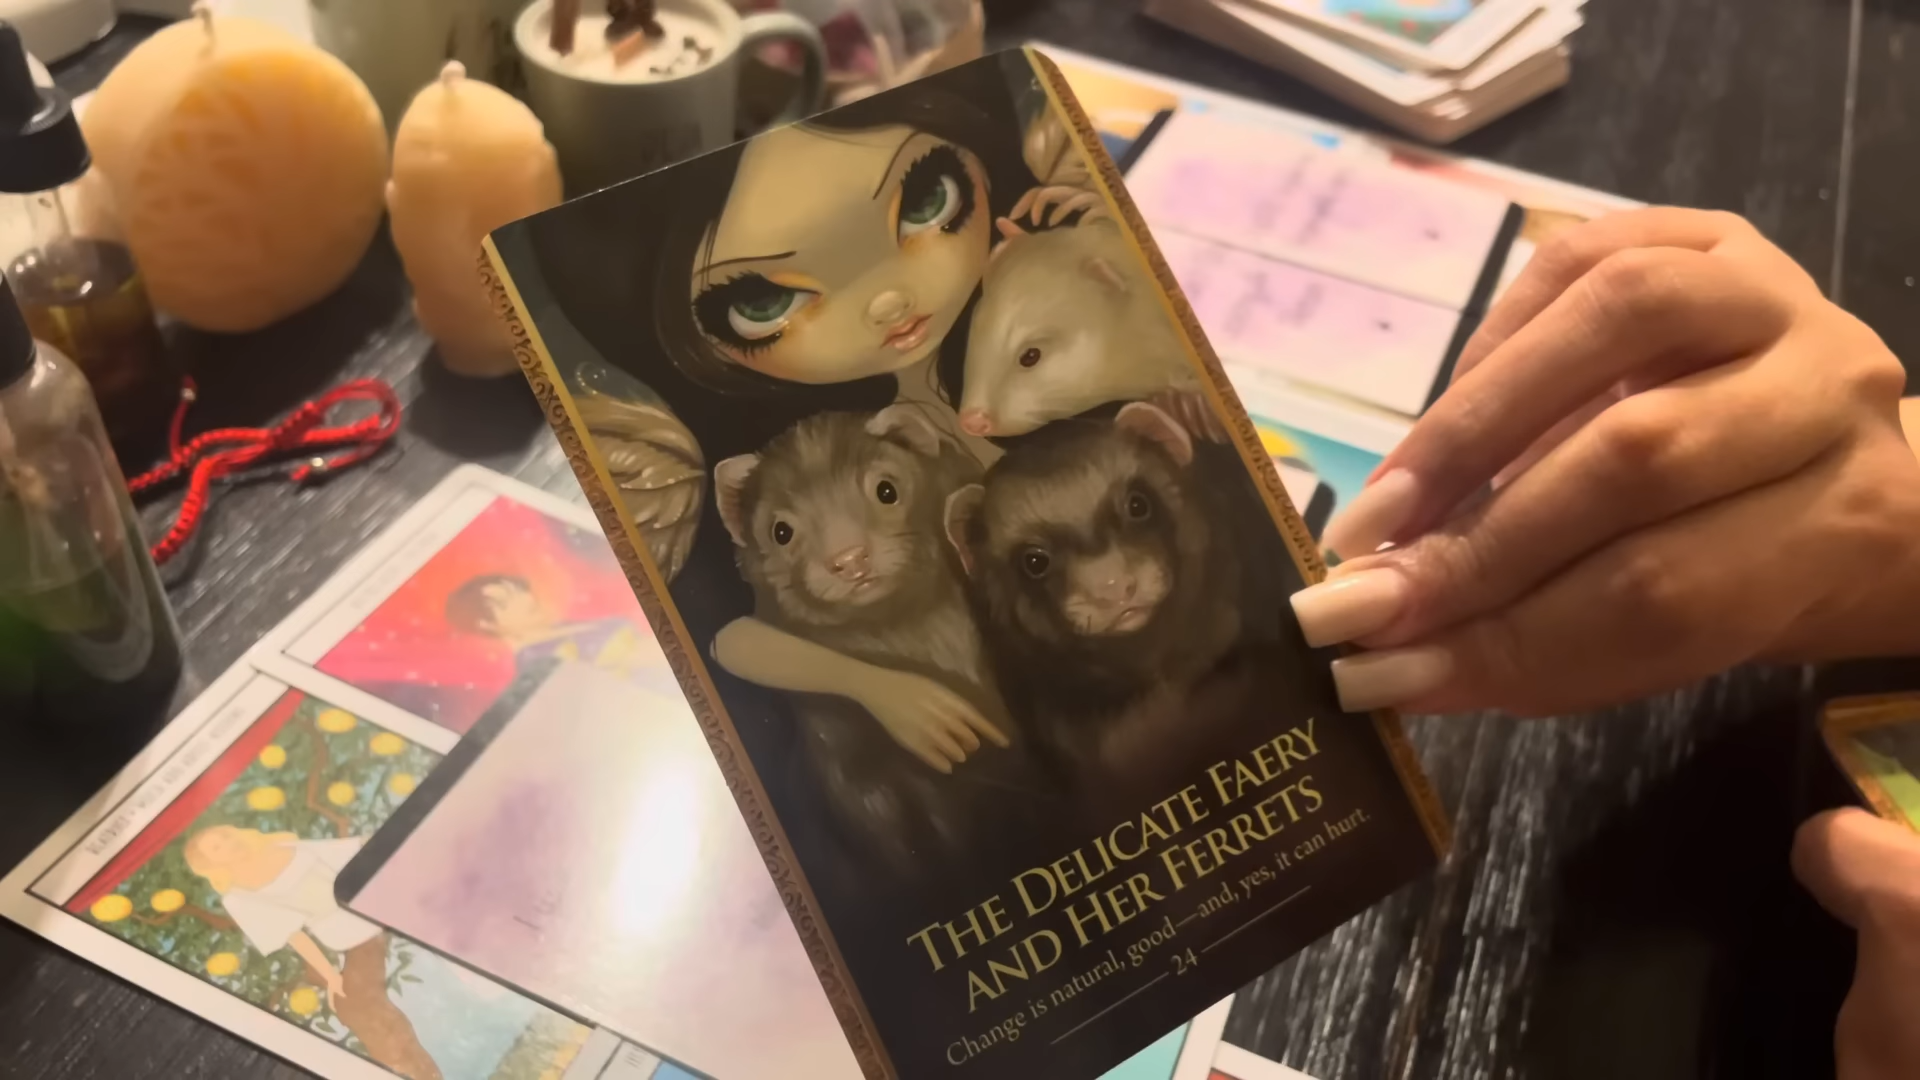 THE DELICATE FAERY
AND HER FERRETS
Change is natural, good—and, yes, it can hurt.
24